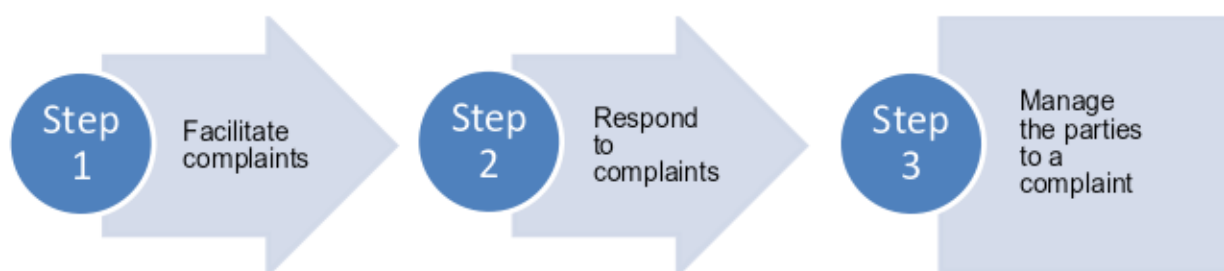 Step
1
Facilitate
complaints
Step
2
Respond
to
complaints
Step
3
Manage
the parties
to a
complaint